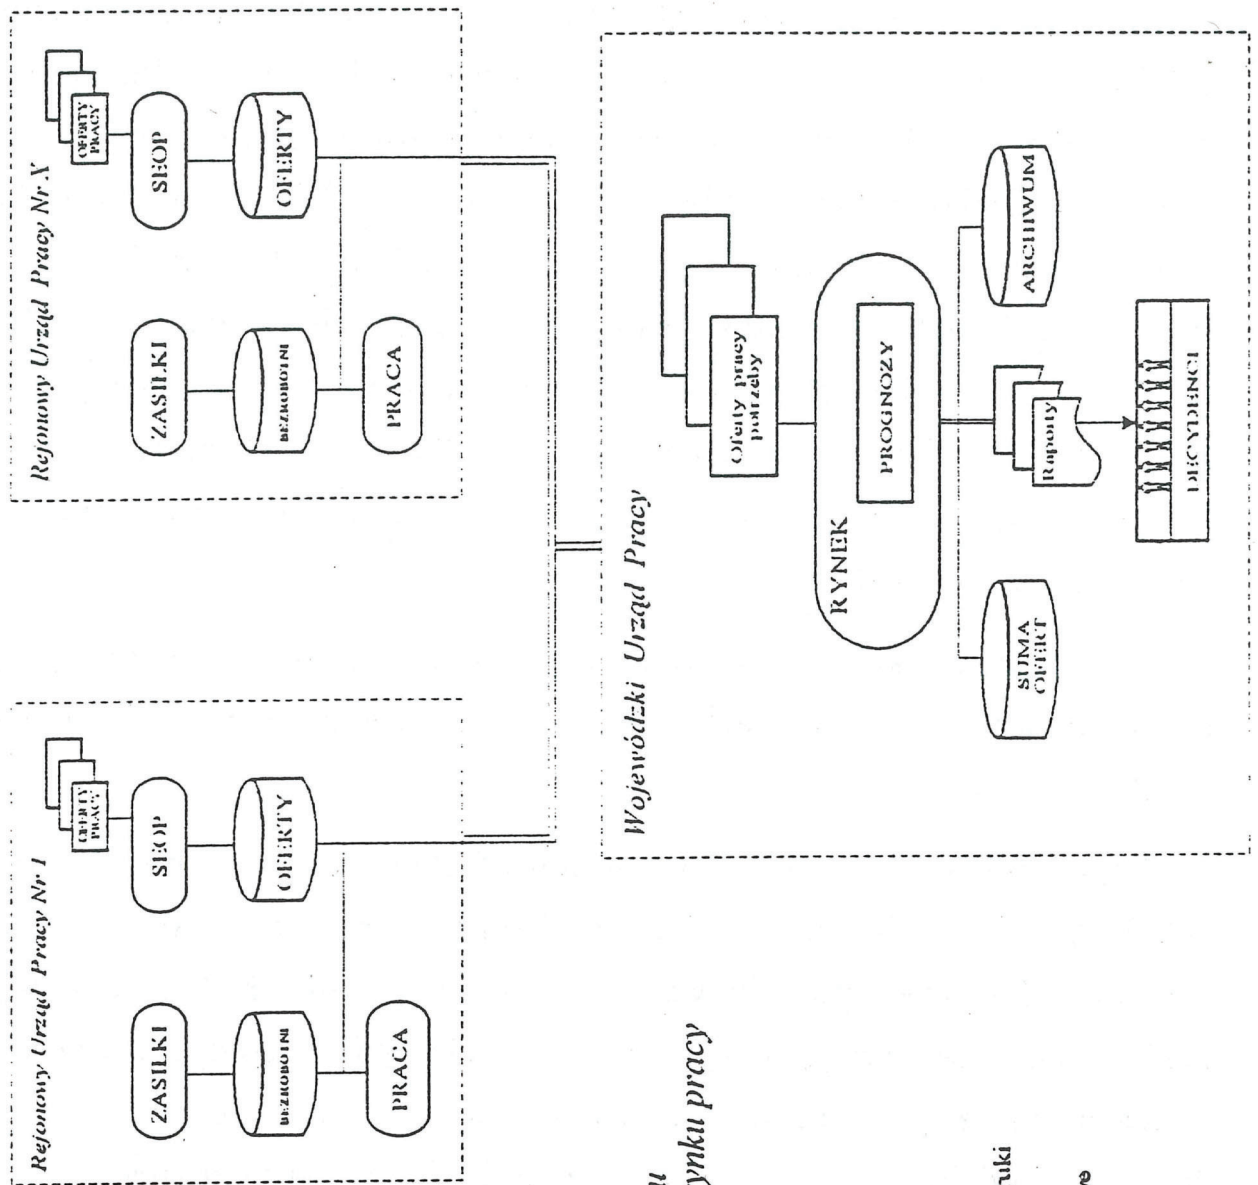 Rejonowy Urząd Pracy Nr 1
OFERTY
PRACY
ZASIŁKI
SEOP
BEZROBOTNI
OFERTY
PRACA
Rejonowy Urząd Pracy Nr X
OFERTY
PRACY
ZASIŁKI
SEOP
BEZROBOTNI
OFERTY
PRACA
Wojewódzki Urząd Pracy
Oferty pracy
potrzeby
RYNEK
PROGNOZY
SUMA
OFERT
Raporty
ARCHIWUM
DECYDENCI
ynku pracy